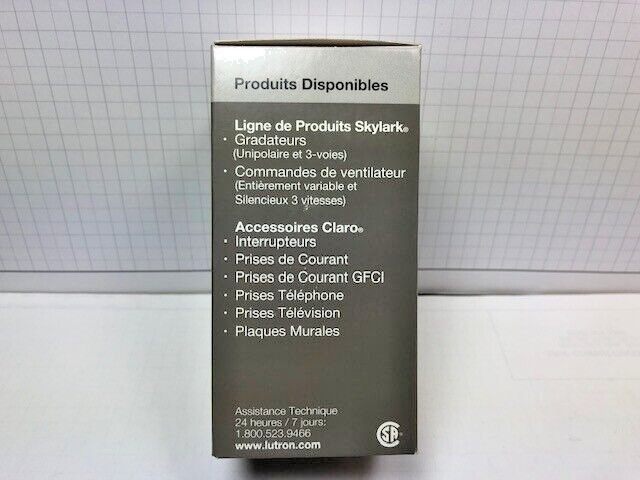 Produits Disponibles
Ligne de Produits Skylark®
· Gradateurs
(Unipolaire et 3-voies)
· Commandes de ventilateur
(Entièrement variable et
Silencieux 3 vitesses)
Accessoires Claro®
· Interrupteurs
· Prises de Courant
· Prises de Courant GFCI
· Prises Téléphone
· Prises Télévision
· Plaques Murales
Assistance Technique
24 heures / 7 jours:
1.800.523.9466
www.lutron.com
CSA